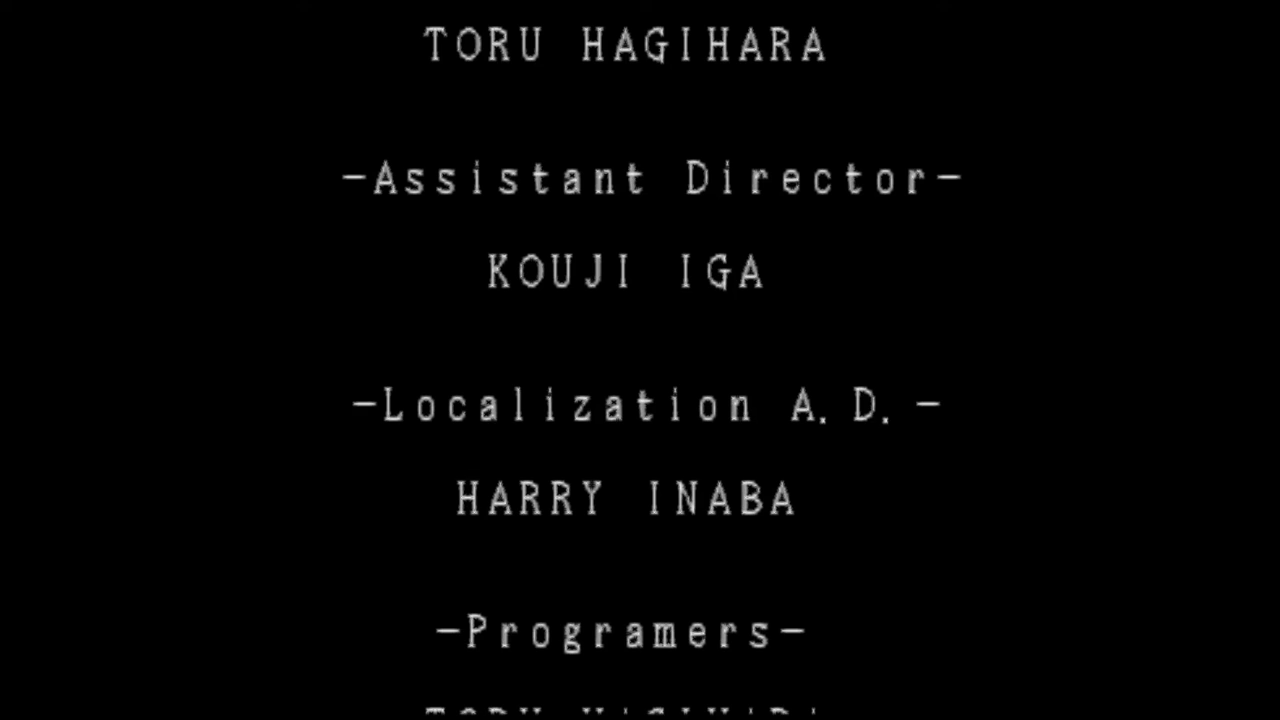 TORU HAGIHARA
-Assistant Director-
KOUJI IGA
-Localization A.D.-
HARRY INABA
-Programers-